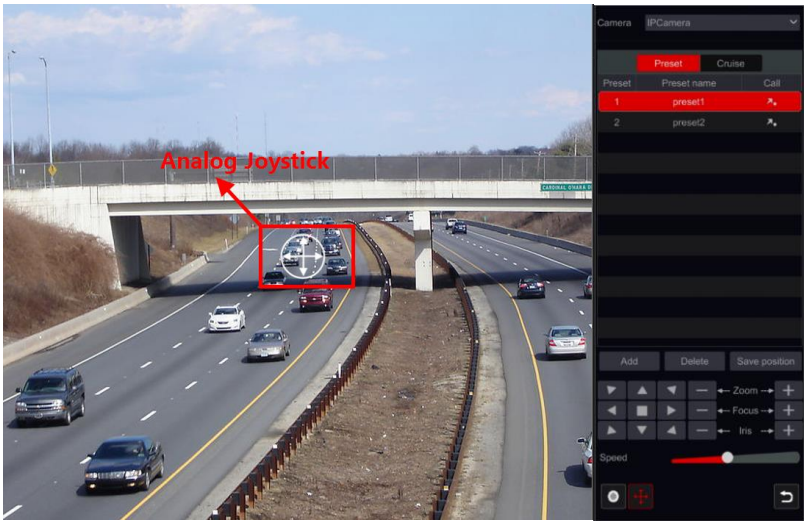 Camera IPCamera
Preset Cruise
Preset Preset name Call
1 preset1
2 preset2
Analog Joystick
CARDINAL O'HARA
Add Delete Save position
Zoom
Focus
Iris
Speed